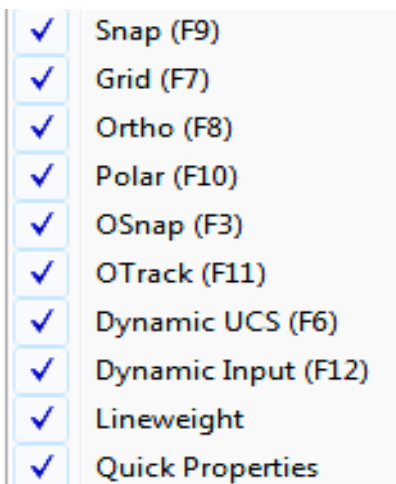 Snap (F9)
Grid (F7)
Ortho (F8)
Polar (F10)
OSnap (F3)
OTrack (F11)
Dynamic UCS (F6)
Dynamic Input (F12)
Lineweight
Quick Properties